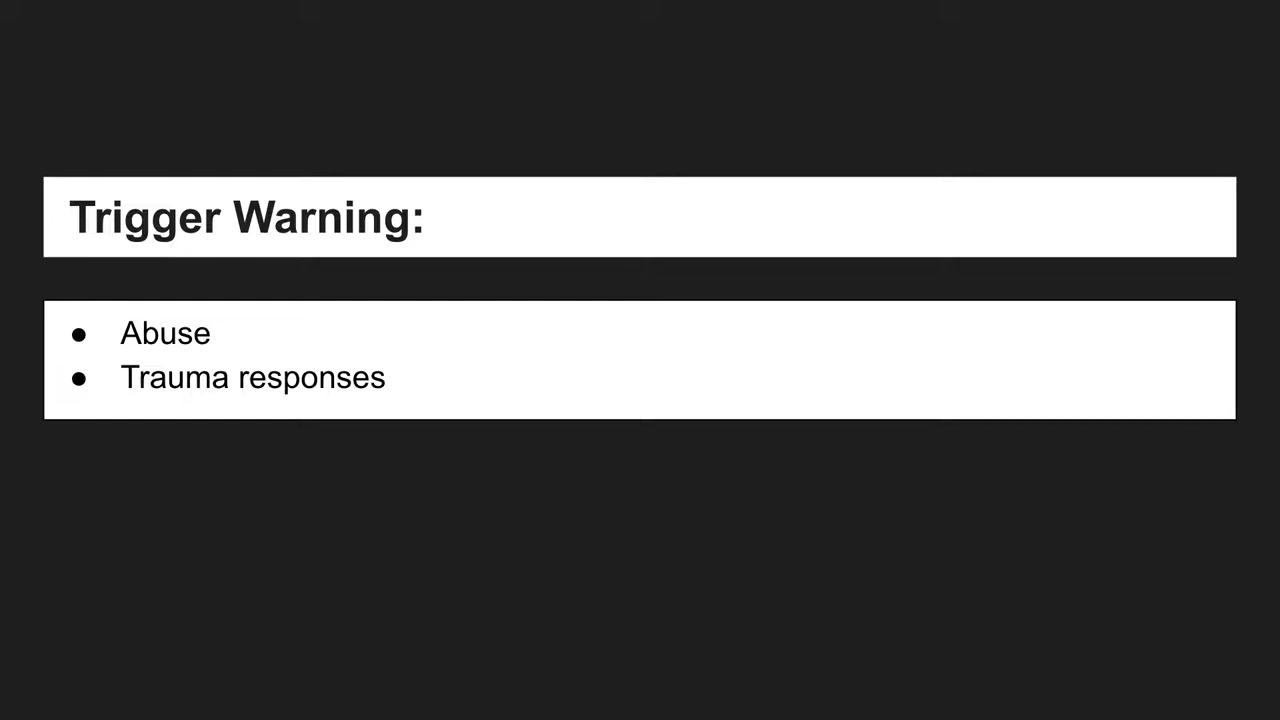 Trigger Warning:
● Abuse
● Trauma responses